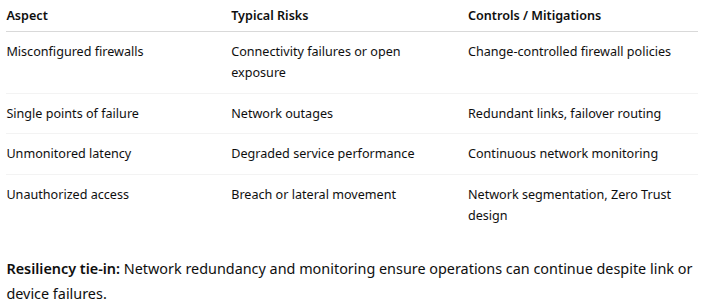 Aspect Typical Risks Controls / Mitigations
Misconfigured firewalls Connectivity failures or open Change-controlled firewall policies
exposure
Single points of failure Network outages Redundant links, failover routing
Unmonitored latency Degraded service performance Continuous network monitoring
Unauthorized access Breach or lateral movement Network segmentation, Zero Trust
design
Resiliency tie-in: Network redundancy and monitoring ensure operations can continue despite link or
device failures.